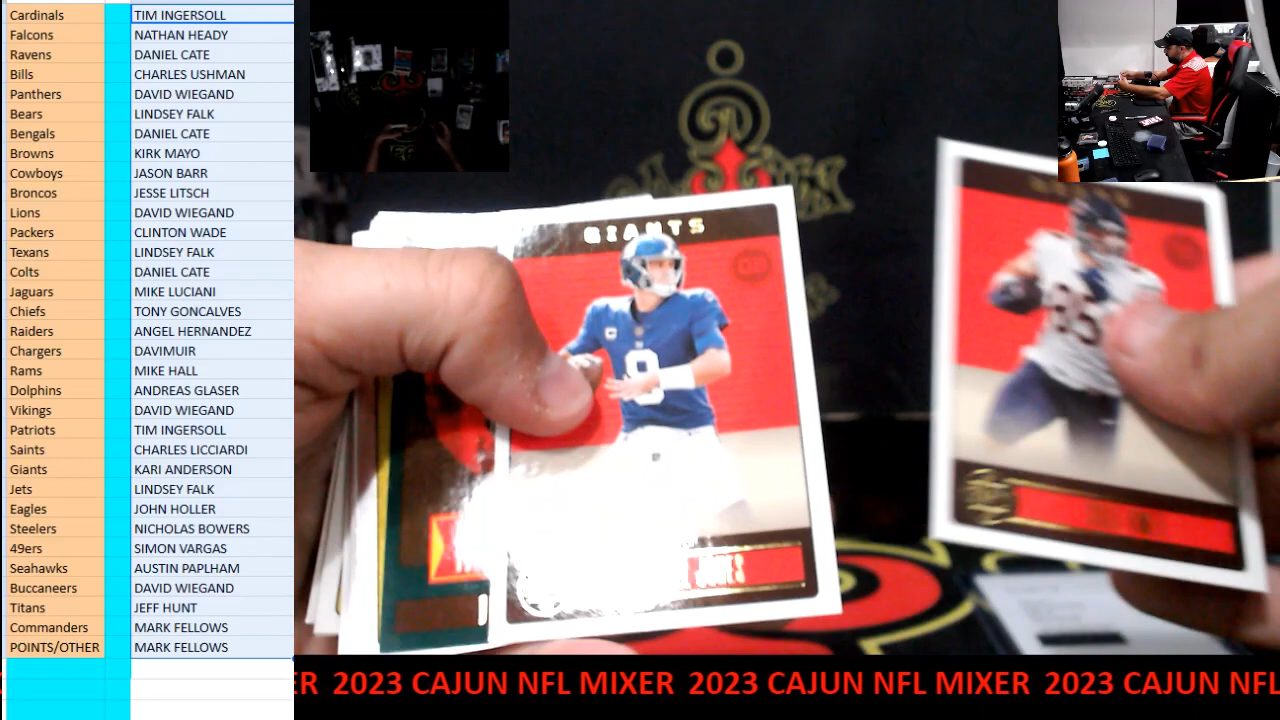 Cardinals TIM INGERSOLL
Falcons NATHAN HEADY
Ravens DANIEL CATE
Bills CHARLES USHMAN
Panthers DAVID WIEGAND
Bears LINDSEY FALK
Bengals DANIEL CATE
Browns KIRK MAYO
Cowboys JASON BARR
Broncos JESSE LITSCH
Lions DAVID WIEGAND
Packers CLINTON WADE
Texans LINDSEY FALK
Colts DANIEL CATE
Jaguars MIKE LUCIANI
Chiefs TONY GONCALVES
Raiders ANGEL HERNANDEZ
Chargers DAVIMUIR
Rams MIKE HALL
Dolphins ANDREAS GLASER
Vikings DAVID WIEGAND
Patriots TIM INGERSOLL
Saints CHARLES LICCIARDI
Giants KARI ANDERSON
Jets LINDSEY FALK
Eagles JOHN HOLLER
Steelers NICHOLAS BOWERS
49ers SIMON VARGAS
Seahawks AUSTIN PAPLHAM
Buccaneers DAVID WIEGAND
Titans JEFF HUNT
Commanders MARK FELLOWS
POINTS/OTHER MARK FELLOWS
GIANTS
QB
8
JONES
85
ER 2023 CAJUN NFL MIXER 2023 CAJUN NFL MIXER 2023 CAJUN NFL